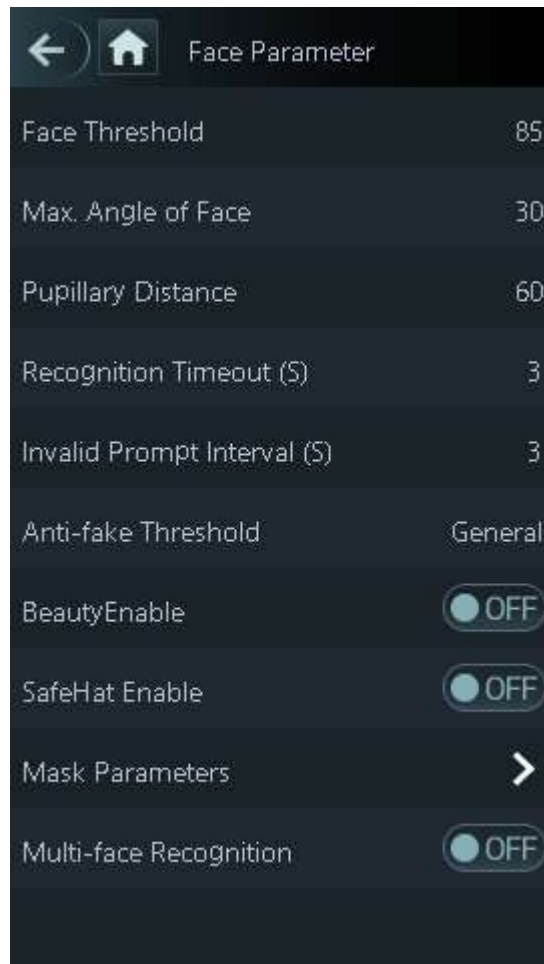 Face Parameter
Face Threshold 85
Max. Angle of Face 30
Pupillary Distance 60
Recognition Timeout (S) 3
Invalid Prompt Interval (S) 3
Anti-fake Threshold General
BeautyEnable OFF
SafeHat Enable OFF
Mask Parameters
Multi-face Recognition OFF